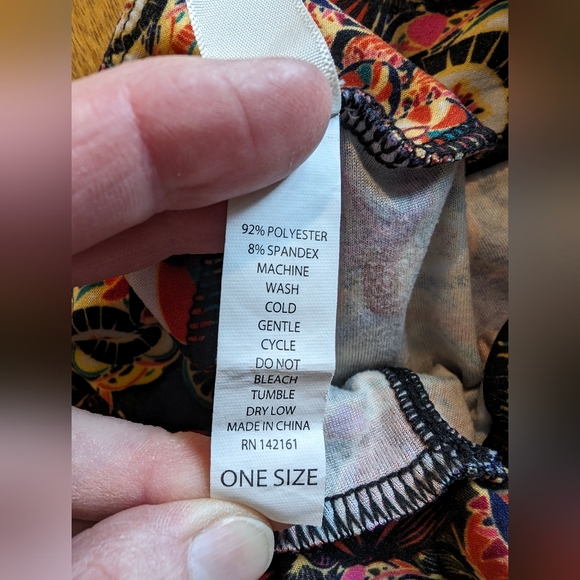 92% POLYESTER
8% SPANDEX
MACHINE
WASH
COLD
GENTLE
CYCLE
DO NOT
BLEACH
TUMBLE
DRY LOW
MADE IN CHINA
RN 142161
ONE SIZE